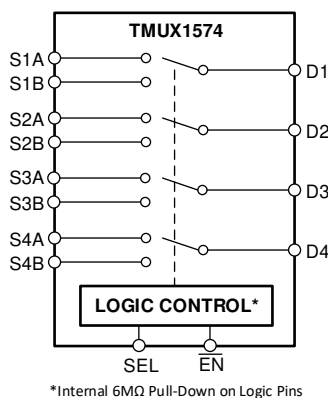 TMUX1574
S1A
S1B
D1
S2A
S2B
D2
S3A
S3B
D3
S4A
S4B
D4
LOGIC CONTROL*
SEL
EN
*Internal 6MΩ Pull-Down on Logic Pins